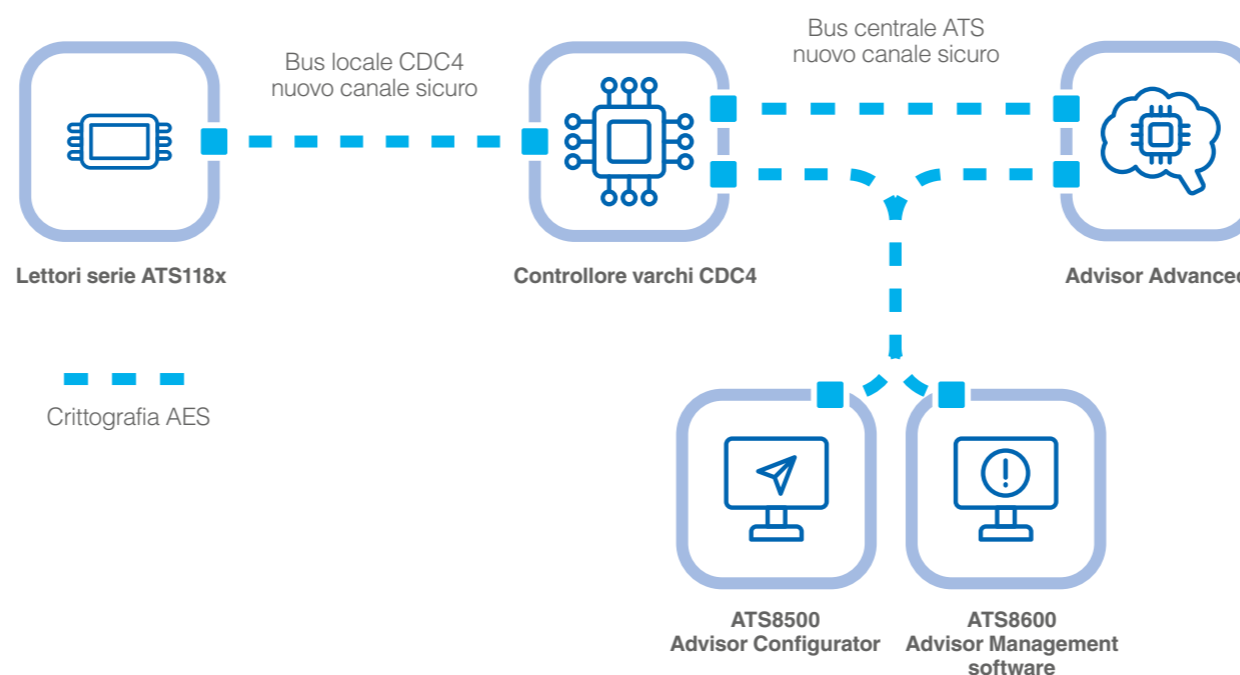 Bus locale CDC4
nuovo canale sicuro
Bus centrale ATS
nuovo canale sicuro
Lettori serie ATS118x
Controllore varchi CDC4
Advisor Advanced
Crittografia AES
ATS8500
Advisor Configurator
ATS8600
Advisor Management
software